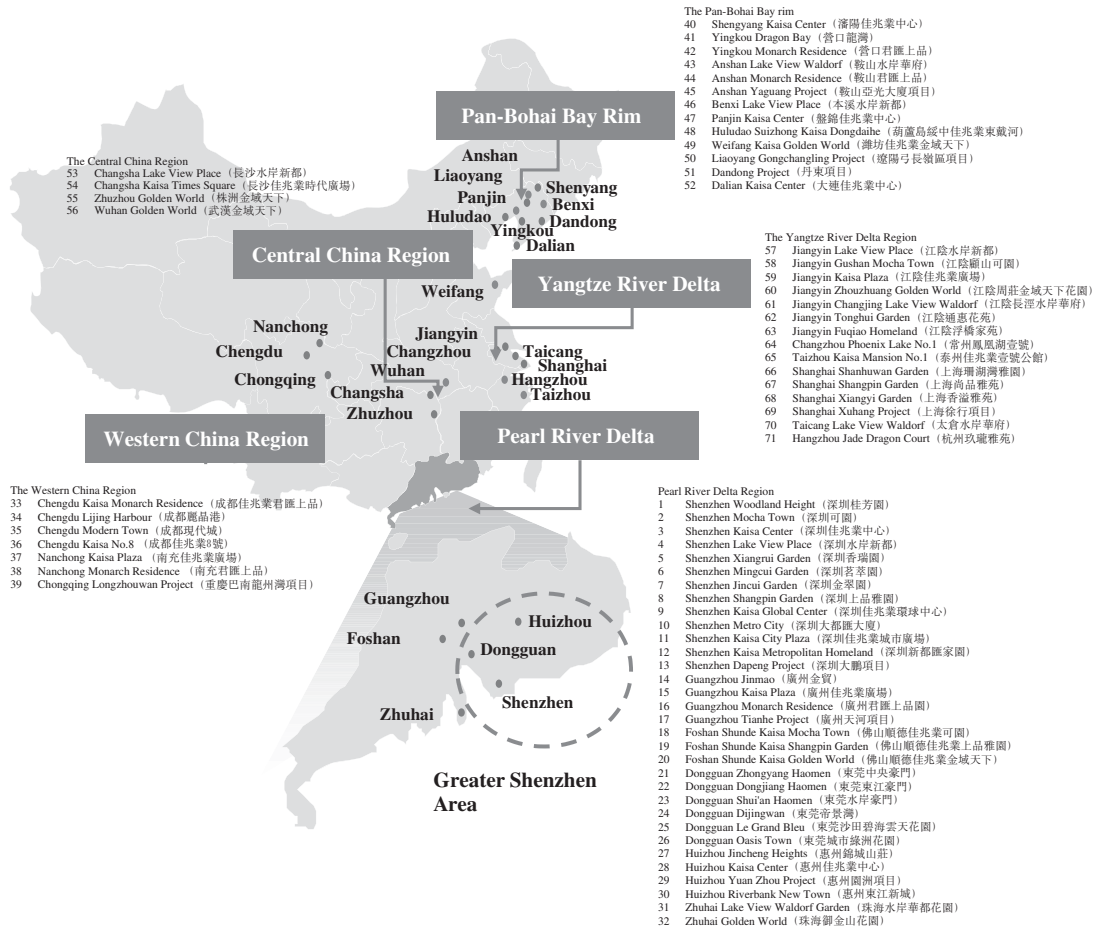 The Pan-Bohai Bay rim
40 Shengyang Kaisa Center (瀋陽佳兆業中心)
41 Yingkou Dragon Bay (營口龍灣)
42 Yingkou Monarch Residence (營口君匯上品)
43 Anshan Lake View Waldorf (鞍山水岸華府)
44 Anshan Monarch Residence (鞍山君匯上品)
45 Anshan Yaguang Project (鞍山亞光大廈項目)
46 Benxi Lake View Place (本溪水岸新都)
47 Panjin Kaisa Center (盤錦佳兆業中心)
48 Huludao Suizhong Kaisa Dongdaihe (葫蘆島綏中佳兆業東戴河)
49 Weifang Kaisa Golden World (濰坊佳兆業金域天下)
50 Liaoyang Gongchangling Project (遼陽弓長嶺區項目)
51 Dandong Project (丹東項目)
52 Dalian Kaisa Center (大連佳兆業中心)
Pan-Bohai Bay Rim
The Central China Region
53 Changsha Lake View Place (長沙水岸新都)
54 Changsha Kaisa Times Square (長沙佳兆業時代廣場)
55 Zhuzhou Golden World (株洲金域天下)
56 Wuhan Golden World (武漢金域天下)
Anshan
Liaoyang
Panjin
Huludao
Yingkou
Shenyang
Benxi
Dandong
Dalian
Central China Region
Weifang
Yangtze River Delta
The Yangtze River Delta Region
57 Jiangyin Lake View Place (江陰水岸新都)
58 Jiangyin Gushan Mocha Town (江陰顧山可園)
59 Jiangyin Kaisa Plaza (江陰佳兆業廣場)
60 Jiangyin Zhouzhuang Golden World (江陰周莊金域天下花園)
61 Jiangyin Changjing Lake View Waldorf (江陰長涇水岸華府)
62 Jiangyin Tonghui Garden (江陰通惠花苑)
63 Jiangyin Fuqiao Homeland (江陰浮橋家苑)
64 Changzhou Phoenix Lake No.1 (常州鳳凰湖壹號)
65 Taizhou Kaisa Mansion No.1 (泰州佳兆業壹號公館)
66 Shanghai Shanhuwan Garden (上海珊湖灣雅園)
67 Shanghai Shangpin Garden (上海尚品雅苑)
68 Shanghai Xiangyi Garden (上海香溢雅苑)
69 Shanghai Xuhang Project (上海徐行項目)
70 Taicang Lake View Waldorf (太倉水岸華府)
71 Hangzhou Jade Dragon Court (杭州玖瓏雅苑)
Nanchong
Chengdu
Chongqing
Jiangyin
Changzhou
Wuhan
Changsha
Zhuzhou
Taicang
Shanghai
Hangzhou
Taizhou
Western China Region
Pearl River Delta
The Western China Region
33 Chengdu Kaisa Monarch Residence (成都佳兆業君匯上品)
34 Chengdu Lijing Harbour (成都麗晶港)
35 Chengdu Modern Town (成都現代城)
36 Chengdu Kaisa No.8 (成都佳兆業8號)
37 Nanchong Kaisa Plaza (南充佳兆業廣場)
38 Nanchong Monarch Residence (南充君匯上品)
39 Chongqing Longzhouwan Project (重慶巴南龍州灣項目)
Pearl River Delta Region
1 Shenzhen Woodland Height (深圳桂芳園)
2 Shenzhen Mocha Town (深圳可園)
3 Shenzhen Kaisa Center (深圳佳兆業中心)
4 Shenzhen Lake View Place (深圳水岸新都)
5 Shenzhen Xiangrui Garden (深圳香瑞園)
6 Shenzhen Mingcui Garden (深圳茗萃園)
7 Shenzhen Jincui Garden (深圳金翠園)
8 Shenzhen Shangpin Garden (深圳上品雅園)
9 Shenzhen Kaisa Global Center (深圳佳兆業環球中心)
10 Shenzhen Metro City (深圳大都匯大廈)
11 Shenzhen Kaisa City Plaza (深圳佳兆業城市廣場)
12 Shenzhen Kaisa Metropolitan Homeland (深圳新都匯家園)
13 Shenzhen Dapeng Project (深圳大鵬項目)
14 Guangzhou Jinmao (廣州金貿)
15 Guangzhou Kaisa Plaza (廣州佳兆業廣場)
16 Guangzhou Monarch Residence (廣州君匯上品園)
17 Guangzhou Tianhe Project (廣州天河項目)
18 Foshan Shunde Kaisa Mocha Town (佛山順德佳兆業可園)
19 Foshan Shunde Kaisa Shangpin Garden (佛山順德佳兆業上品雅園)
20 Foshan Shunde Kaisa Golden World (佛山順德佳兆業金域天下)
21 Dongguan Zhongyang Haomen (東莞中央豪門)
22 Dongguan Dongjiang Haomen (東莞東江豪門)
23 Dongguan Shui'an Haomen (東莞水岸豪門)
24 Dongguan Dijingwan (東莞帝景灣)
25 Dongguan Le Grand Bleu (東莞沙田碧海雲天花園)
26 Dongguan Oasis Town (東莞城市綠洲花園)
27 Huizhou Jincheng Heights (惠州錦城山莊)
28 Huizhou Kaisa Center (惠州佳兆業中心)
29 Huizhou Yuan Zhou Project (惠州園洲項目)
30 Huizhou Riverbank New Town (惠州東江新城)
31 Zhuhai Lake View Waldorf Garden (珠海水岸華都花園)
32 Zhuhai Golden World (珠海御金山花園)
Guangzhou
Foshan
Zhuhai
Huizhou
Dongguan
Shenzhen
Greater Shenzhen
Area